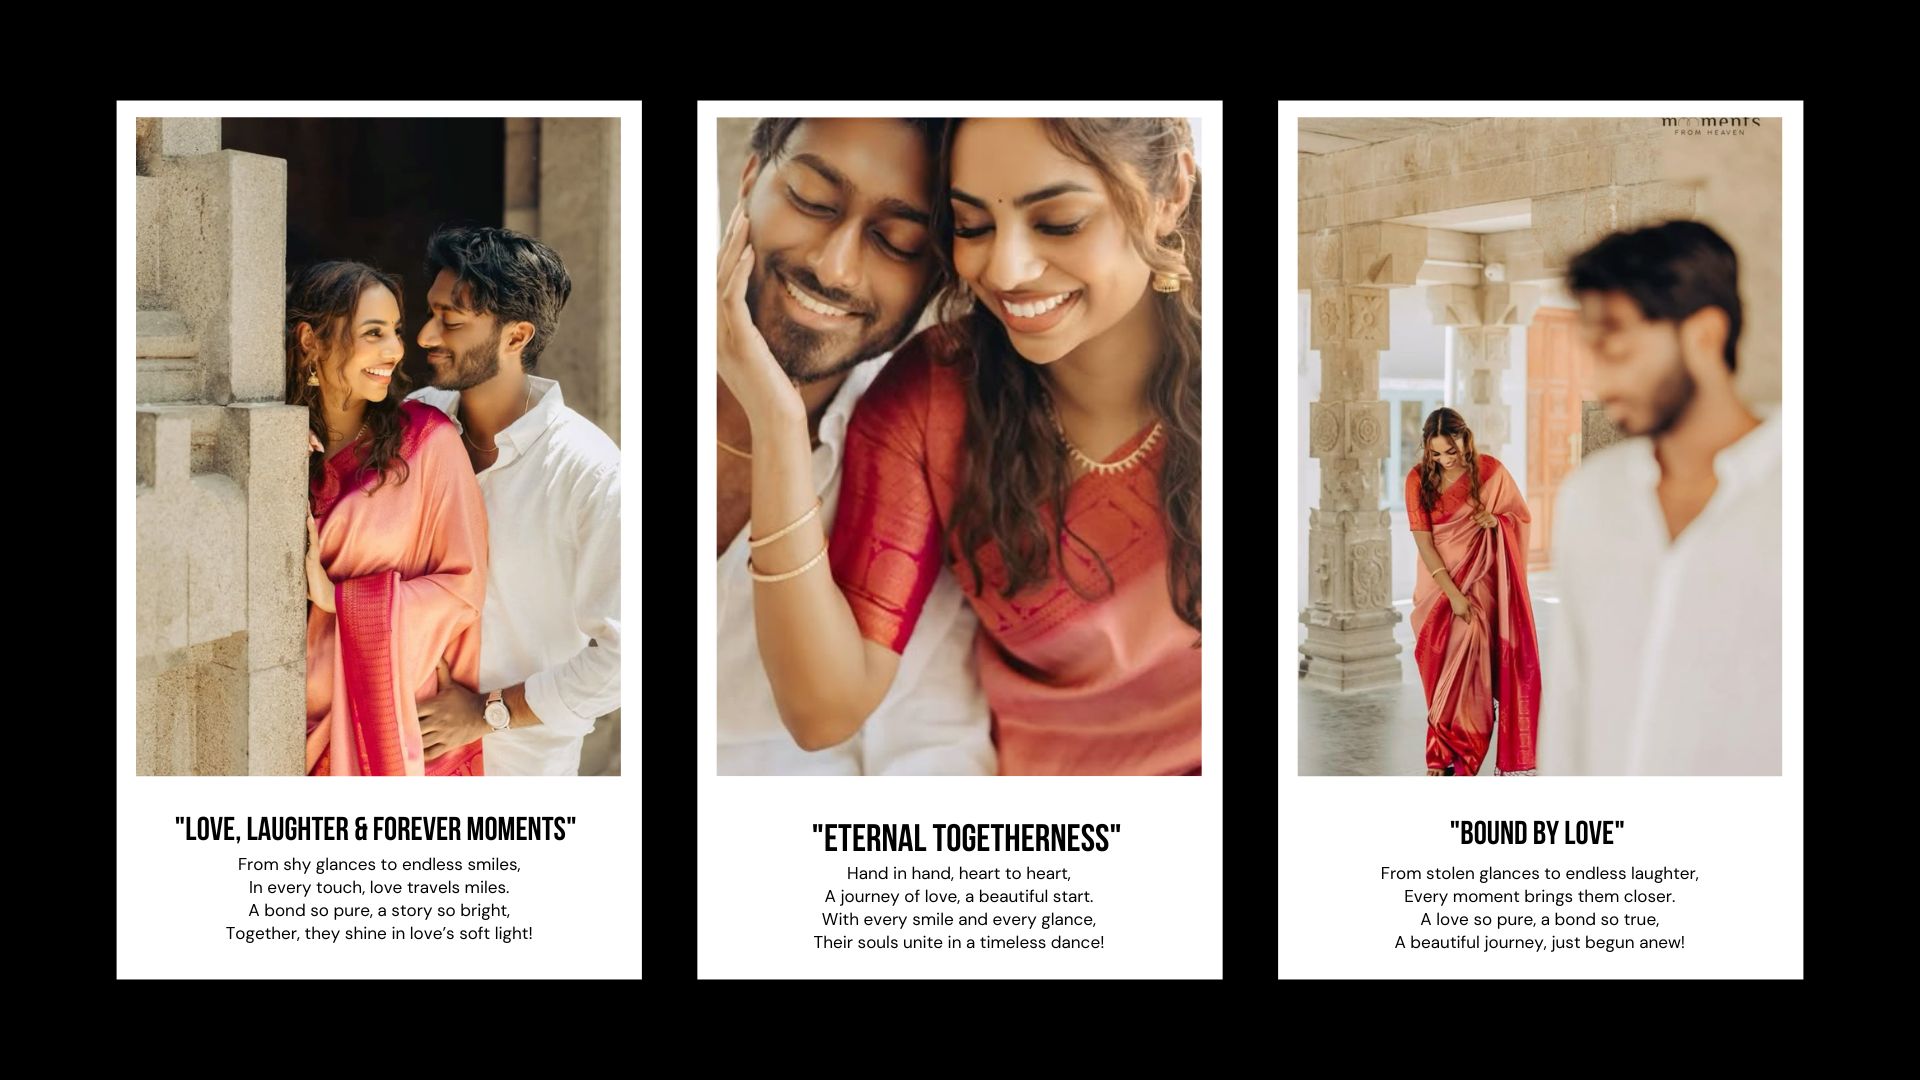 "LOVE, LAUGHTER & FOREVER MOMENTS"
From shy glances to endless smiles,
In every touch, love travels miles.
A bond so pure, a story so bright,
Together, they shine in love’s soft light!
"ETERNAL TOGETHERNESS"
Hand in hand, heart to heart,
A journey of love, a beautiful start.
With every smile and every glance,
Their souls unite in a timeless dance!
moments
FROM HEAVEN
"BOUND BY LOVE"
From stolen glances to endless laughter,
Every moment brings them closer.
A love so pure, a bond so true,
A beautiful journey, just begun anew!